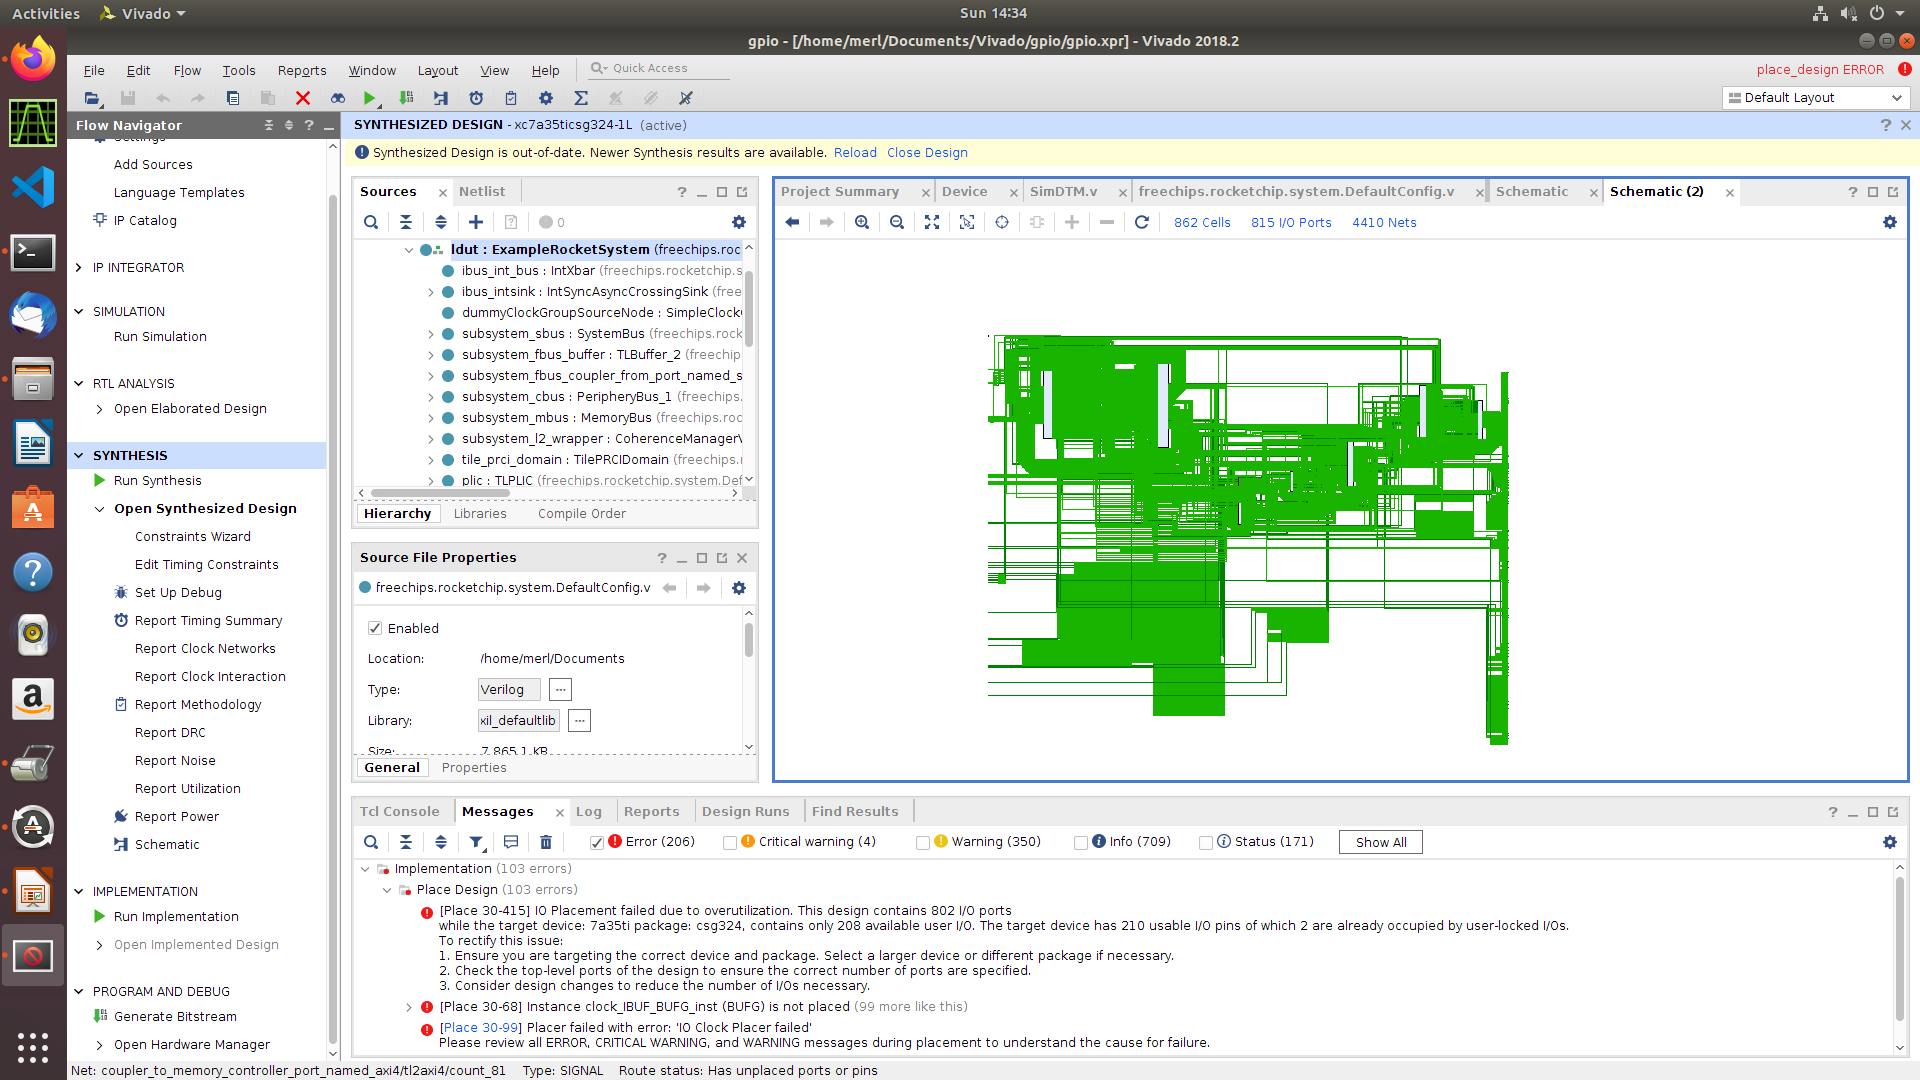 Activities
Vivado
Sun 14:34
gpio - [/home/merl/Documents/Vivado/gpio/gpio.xpr] - Vivado 2018.2
File Edit Flow Tools Reports Window Layout View Help
Quick Access
place_design ERROR
Default Layout
Flow Navigator
Settings
Add Sources
Language Templates
IP Catalog
IP INTEGRATOR
SIMULATION
Run Simulation
RTL ANALYSIS
Open Elaborated Design
SYNTHESIS
Run Synthesis
Open Synthesized Design
Constraints Wizard
Edit Timing Constraints
Set Up Debug
Report Timing Summary
Report Clock Networks
Report Clock Interaction
Report Methodology
Report DRC
Report Noise
Report Utilization
Report Power
Schematic
IMPLEMENTATION
Run Implementation
Open Implemented Design
PROGRAM AND DEBUG
Generate Bitstream
Open Hardware Manager
SYNTHESIZED DESIGN - xc7a35ticsg324-1L (active)
Synthesized Design is out-of-date. Newer Synthesis results are available. Reload Close Design
Sources
Netlist
0
ldut : ExampleRocketSystem (freechips.roc
ibus_int_bus : IntXbar (freechips.rocketchip.s
ibus_intsink : IntSyncAsyncCrossingSink (free
dummyClockGroupSourceNode : SimpleClock
subsystem_sbus : SystemBus (freechips.rock
subsystem_fbus_buffer : TLBuffer_2 (freechip
subsystem_fbus_coupler_from_port_named_s
subsystem_cbus : PeripheryBus_1 (freechips.
subsystem_mbus : MemoryBus (freechips.roc
subsystem_l2_wrapper : CoherenceManagerV
tile_prci_domain : TilePRCIDomain (freechips.r
plic : TLPLIC (freechips.rocketchip.system.Def
Hierarchy Libraries Compile Order
Source File Properties
freechips.rocketchip.system.DefaultConfig.v
Enabled
Location: /home/merl/Documents
Type: Verilog ...
Library: xil_defaultlib ...
Size: 7,865.1 KB
General Properties
Project Summary
Device
SimDTM.v
freechips.rocketchip.system.DefaultConfig.v
Schematic
Schematic (2)
862 Cells 815 I/O Ports 4410 Nets
Tcl Console Messages Log Reports Design Runs Find Results
Error (206) Critical warning (4) Warning (350) Info (709) Status (171) Show All
Implementation (103 errors)
Place Design (103 errors)
[Place 30-415] IO Placement failed due to overutilization. This design contains 802 I/O ports
while the target device: 7a35ti package: csg324, contains only 208 available user I/O. The target device has 210 usable I/O pins of which 2 are already occupied by user-locked I/Os.
To rectify this issue:
1. Ensure you are targeting the correct device and package. Select a larger device or different package if necessary.
2. Check the top-level ports of the design to ensure the correct number of ports are specified.
3. Consider design changes to reduce the number of I/Os necessary.
[Place 30-68] Instance clock_IBUF_BUFG_inst (BUFG) is not placed (99 more like this)
[Place 30-99] Placer failed with error: 'IO Clock Placer failed'
Please review all ERROR, CRITICAL WARNING, and WARNING messages during placement to understand the cause for failure.
Net: coupler_to_memory_controller_port_named_axi4/tl2axi4/count_81 Type: SIGNAL Route status: Has unplaced ports or pins